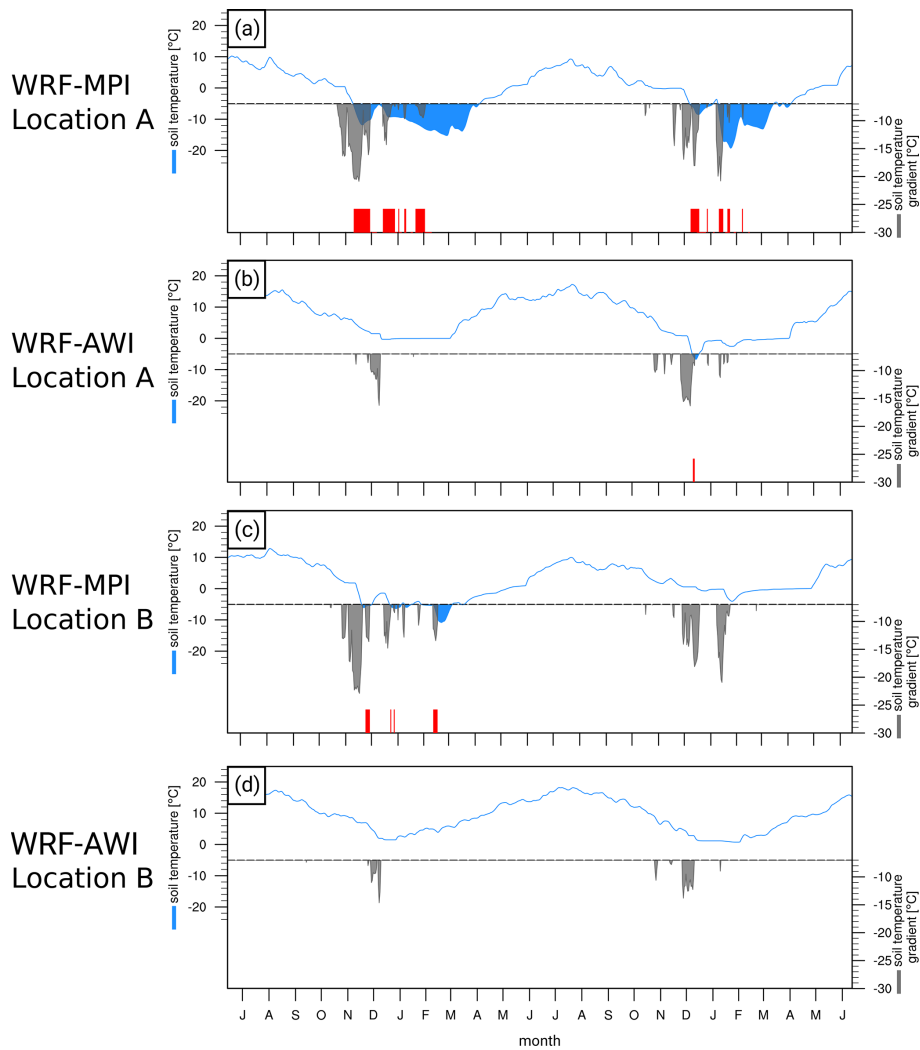 WRF-MPI
Location A
(a)
20
10
0
-10
-20
soil temperature [°C]
-10
-15
-20
-25
-30
soil temperature
gradient [°C]
WRF-AWI
Location A
(b)
20
10
0
-10
-20
soil temperature [°C]
-10
-15
-20
-25
-30
soil temperature
gradient [°C]
WRF-MPI
Location B
(c)
20
10
0
-10
-20
soil temperature [°C]
-10
-15
-20
-25
-30
soil temperature
gradient [°C]
WRF-AWI
Location B
(d)
20
10
0
-10
-20
soil temperature [°C]
-10
-15
-20
-25
-30
soil temperature
gradient [°C]
J A S O N D J F M A M J J A S O N D J F M A M J
month